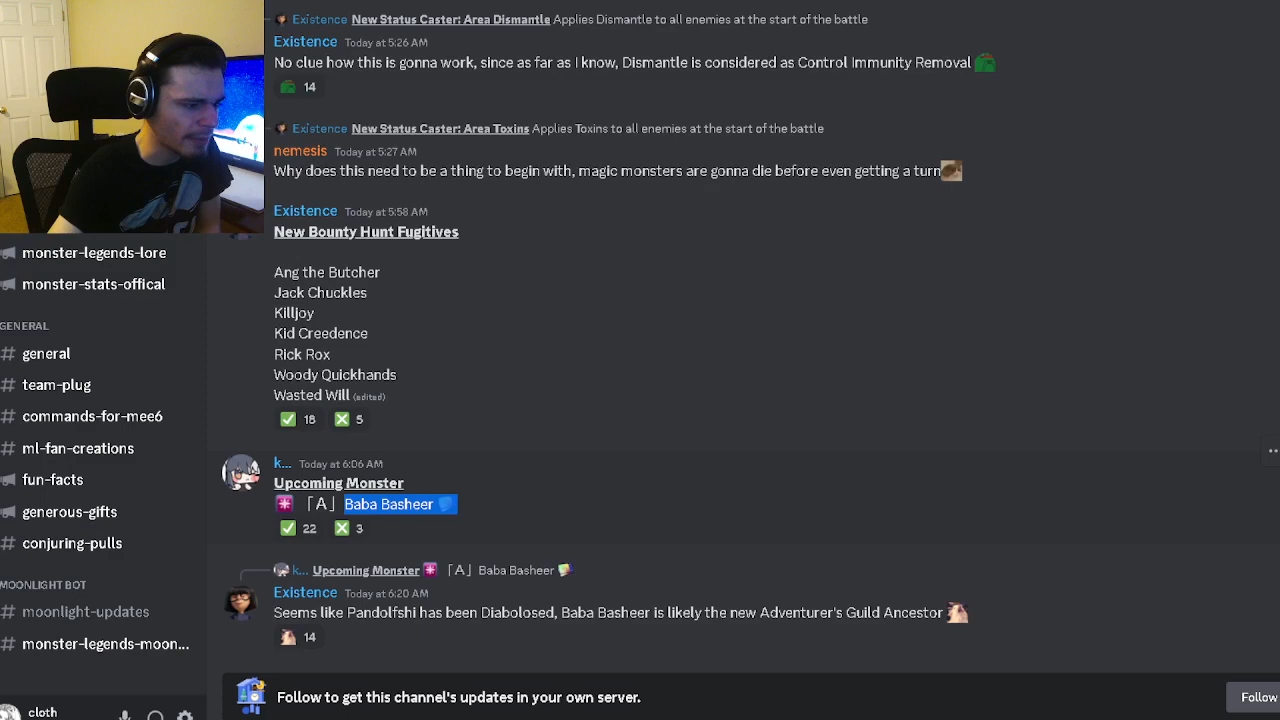 Existence New Status Caster: Area Dismantle Applies Dismantle to all enemies at the start of the battle
Existence Today at 5:26 AM
No clue how this is gonna work, since as far as I know, Dismantle is considered as Control Immunity Removal
14
Existence New Status Caster: Area Toxins Applies Toxins to all enemies at the start of the battle
nemesis Today at 5:27 AM
Why does this need to be a thing to begin with, magic monsters are gonna die before even getting a turn
Existence Today at 5:58 AM
New Bounty Hunt Fugitives
Ang the Butcher
Jack Chuckles
Killjoy
Kid Creedence
Rick Rox
Woody Quickhands
Wasted Will (edited)
18 5
k... Today at 6:06 AM
Upcoming Monster
「A」 Baba Basheer
22 3
k... Upcoming Monster 「A」 Baba Basheer
Existence Today at 6:20 AM
Seems like Pandolfshi has been Diabolosed, Baba Basheer is likely the new Adventurer's Guild Ancestor
14
Follow to get this channel's updates in your own server.
Follow
monster-legends-lore
monster-stats-offical
GENERAL
# general
# team-plug
# commands-for-mee6
# ml-fan-creations
fun-facts
generous-gifts
# conjuring-pulls
MOONLIGHT BOT
# moonlight-updates
# monster-legends-moon...
cloth